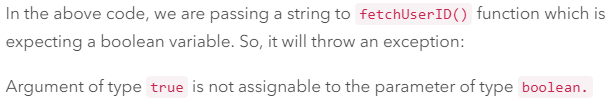 In the above code, we are passing a string to fetchUserID() function which is
expecting a boolean variable. So, it will throw an exception:
Argument of type true is not assignable to the parameter of type boolean.